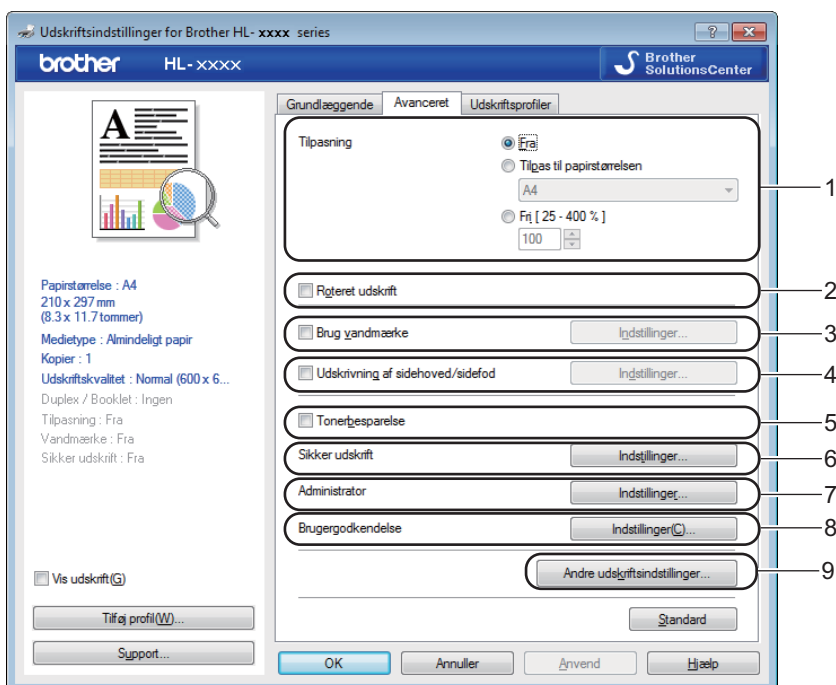 Udskriftsindstillinger for Brother HL- xxxx series
brother HL-xxxx
Brother
SolutionsCenter
Grundlæggende Avanceret Udskriftsprofiler
Tilpasning
Fra
Tilpas til papirstørrelsen
A4
Fri [ 25 - 400 % ]
100
1
Roteret udskrift
2
Brug vandmærke Indstillinger...
3
Udskrivning af sidehoved/sidefod Indstillinger...
4
Tonerbesparelse
5
Sikker udskrift Indstillinger...
6
Administrator Indstillinger...
7
Brugergodkendelse Indstillinger(C)...
8
Andre udskriftsindstillinger...
9
Standard
A
Papirstørrelse : A4
210 x 297 mm
(8.3 x 11.7 tommer)
Medietype : Almindeligt papir
Kopier : 1
Udskriftskvalitet : Normal (600 x 6...
Duplex / Booklet : Ingen
Tilpasning : Fra
Vandmærke : Fra
Sikker udskrift : Fra
Vis udskrift(G)
Tilføj profil(W)...
Support...
OK Annuller Anvend Hjælp